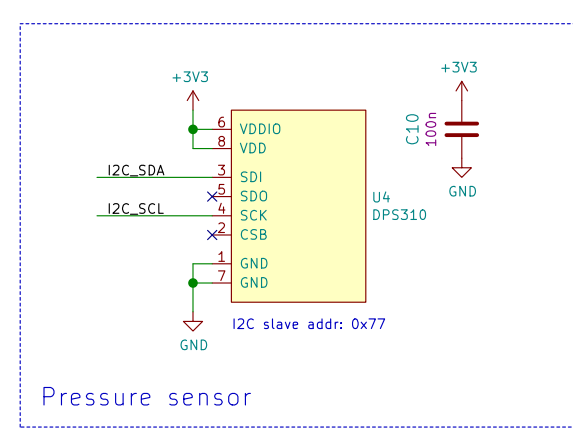 +3V3
+3V3
6 VDDIO
8 VDD
C10
100n
I2C_SDA 3 SDI
5 SDO
I2C_SCL 4 SCK
2 CSB
GND
U4
DPS310
1 GND
7 GND
I2C slave addr: 0x77
GND
Pressure sensor